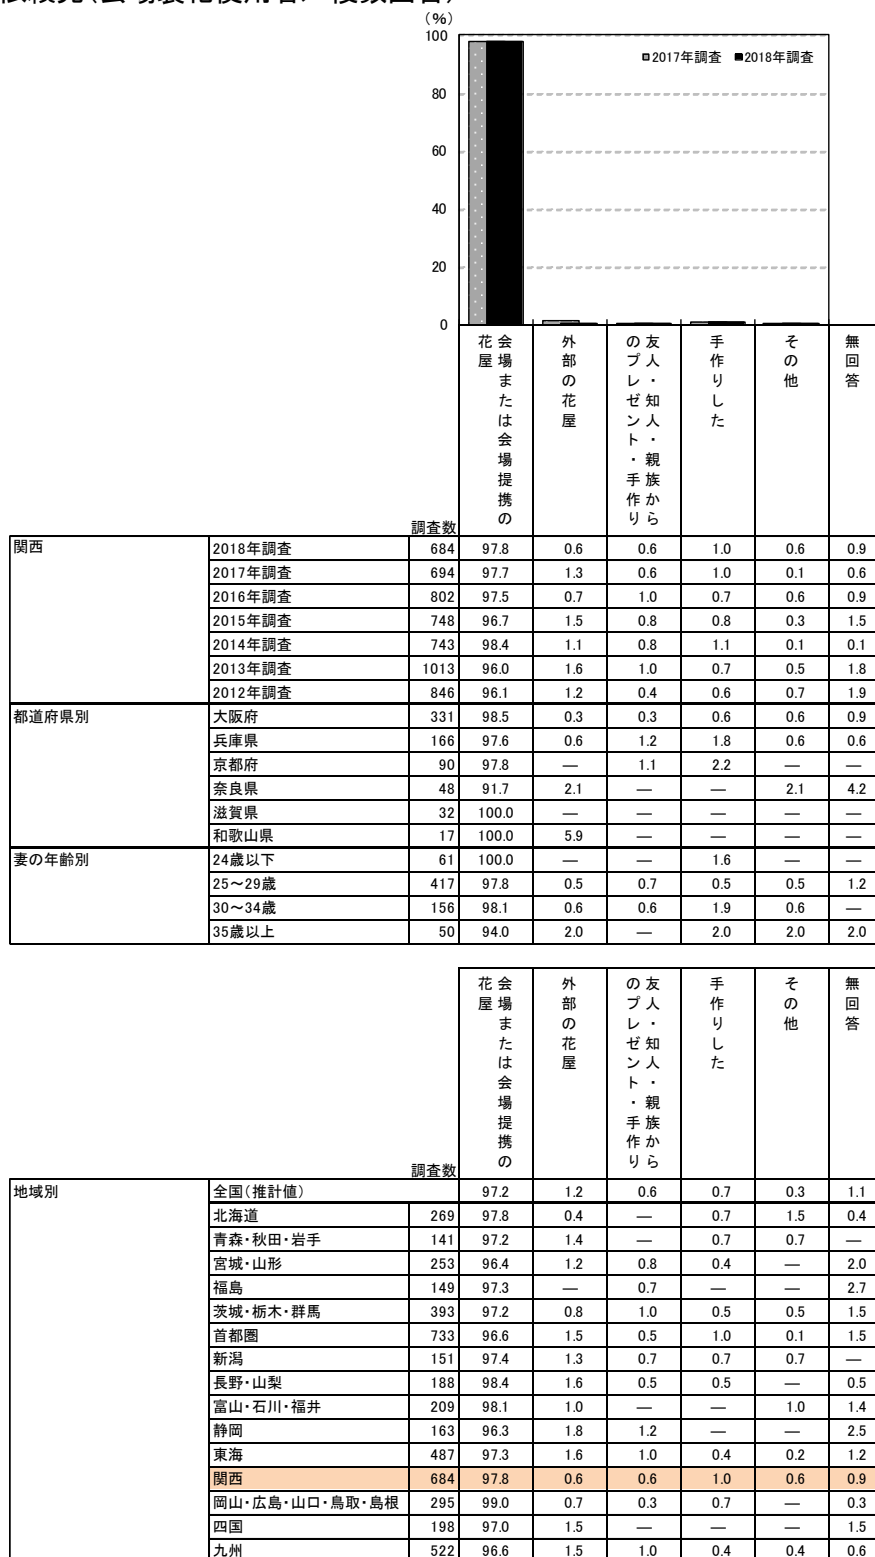 (%)
100
80
60
40
20
0
2017年調査 2018年調査
会場または会場提携の花屋
外部の花屋
友人・知人・親族からのプレゼント・手作り
手作りした
その他
無回答
調査数
関西 2018年調査 684 97.8 0.6 0.6 1.0 0.6 0.9
2017年調査 694 97.7 1.3 0.6 1.0 0.1 0.6
2016年調査 802 97.5 0.7 1.0 0.7 0.6 0.9
2015年調査 748 96.7 1.5 0.8 0.8 0.3 1.5
2014年調査 743 98.4 1.1 0.8 1.1 0.1 0.1
2013年調査 1013 96.0 1.6 1.0 0.7 0.5 1.8
2012年調査 846 96.1 1.2 0.4 0.6 0.7 1.9
都道府県別 大阪府 331 98.5 0.3 0.3 0.6 0.6 0.9
兵庫県 166 97.6 0.6 1.2 1.8 0.6 0.6
京都府 90 97.8 ― 1.1 2.2 ― ―
奈良県 48 91.7 2.1 ― ― 2.1 4.2
滋賀県 32 100.0 ― ― ― ― ―
和歌山県 17 100.0 5.9 ― ― ― ―
妻の年齢別 24歳以下 61 100.0 ― ― 1.6 ― ―
25～29歳 417 97.8 0.5 0.7 0.5 0.5 1.2
30～34歳 156 98.1 0.6 0.6 1.9 0.6 ―
35歳以上 50 94.0 2.0 ― 2.0 2.0 2.0
会場または会場提携の花屋
外部の花屋
友人・知人・親族からのプレゼント・手作り
手作りした
その他
無回答
調査数
地域別 全国(推計値) 97.2 1.2 0.6 0.7 0.3 1.1
北海道 269 97.8 0.4 ― 0.7 1.5 0.4
青森・秋田・岩手 141 97.2 1.4 ― 0.7 0.7 ―
宮城・山形 253 96.4 1.2 0.8 0.4 ― 2.0
福島 149 97.3 ― 0.7 ― ― 2.7
茨城・栃木・群馬 393 97.2 0.8 1.0 0.5 0.5 1.5
首都圏 733 96.6 1.5 0.5 1.0 0.1 1.5
新潟 151 97.4 1.3 0.7 0.7 0.7 ―
長野・山梨 188 98.4 1.6 0.5 0.5 ― 0.5
富山・石川・福井 209 98.1 1.0 ― ― 1.0 1.4
静岡 163 96.3 1.8 1.2 ― ― 2.5
東海 487 97.3 1.6 1.0 0.4 0.2 1.2
関西 684 97.8 0.6 0.6 1.0 0.6 0.9
岡山・広島・山口・鳥取・島根 295 99.0 0.7 0.3 0.7 ― 0.3
四国 198 97.0 1.5 ― ― ― 1.5
九州 522 96.6 1.5 1.0 0.4 0.4 0.6